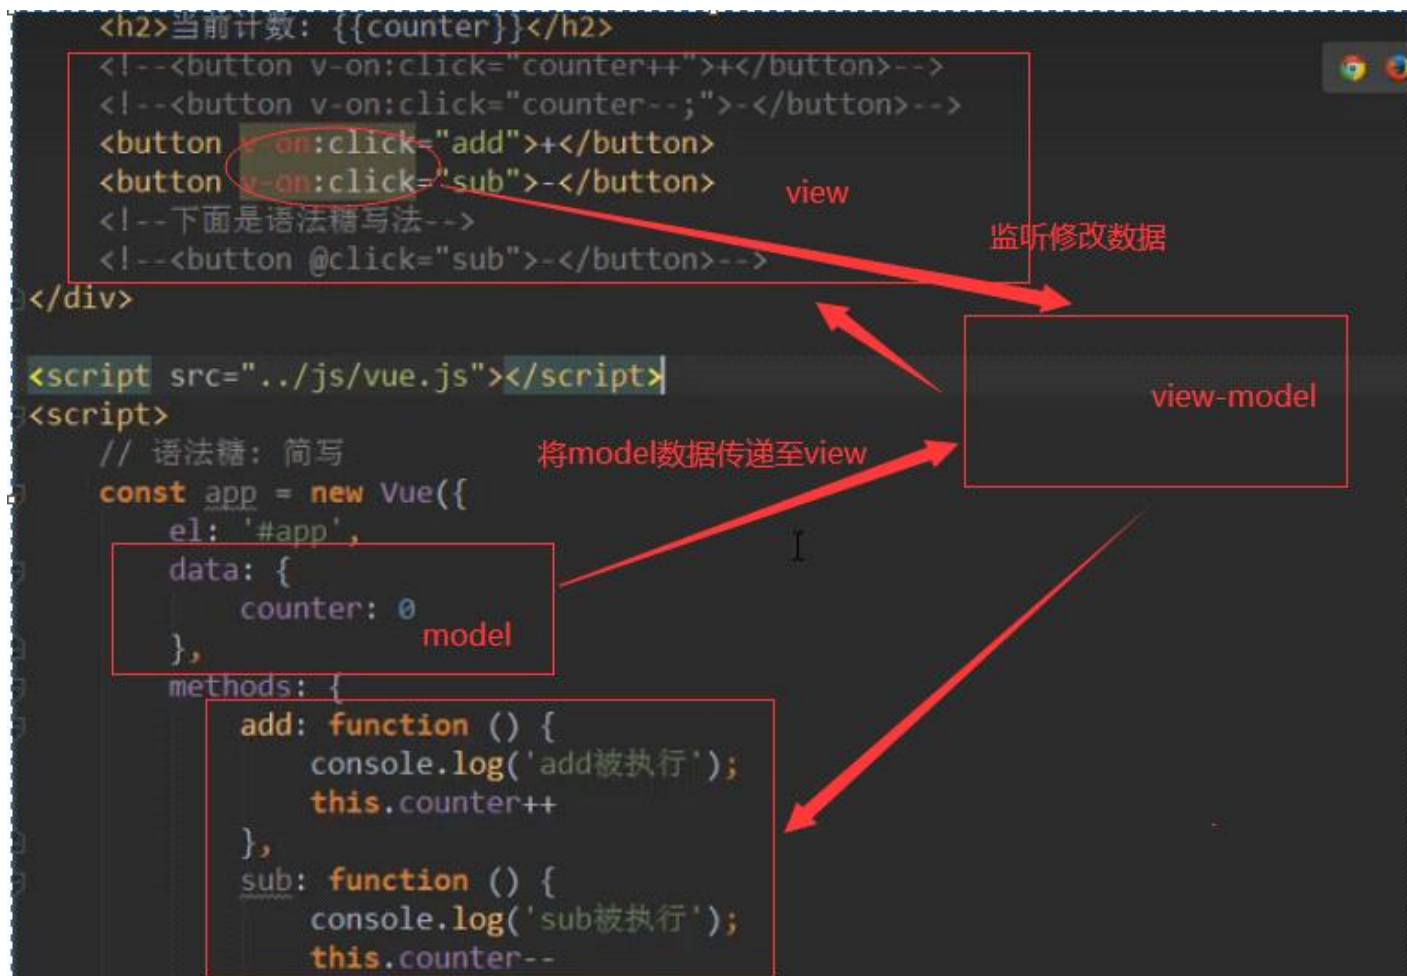 <h2>当前计数: {{counter}}</h2>
<!--<button v-on:click="counter++">+</button>-->
<!--<button v-on:click="counter--;">-</button>-->
<button v-on:click="add">+</button>
<button v-on:click="sub">-</button>
view
<!--下面是语法糖写法-->
监听修改数据
<!--<button @click="sub">-</button>-->
</div>
<script src="../js/vue.js"></script>
view-model
<script>
// 语法糖: 简写
将model数据传递至view
const app = new Vue({
el: '#app',
data: {
counter: 0
model
},
methods: {
add: function () {
console.log('add被执行');
this.counter++
},
sub: function () {
console.log('sub被执行');
this.counter--